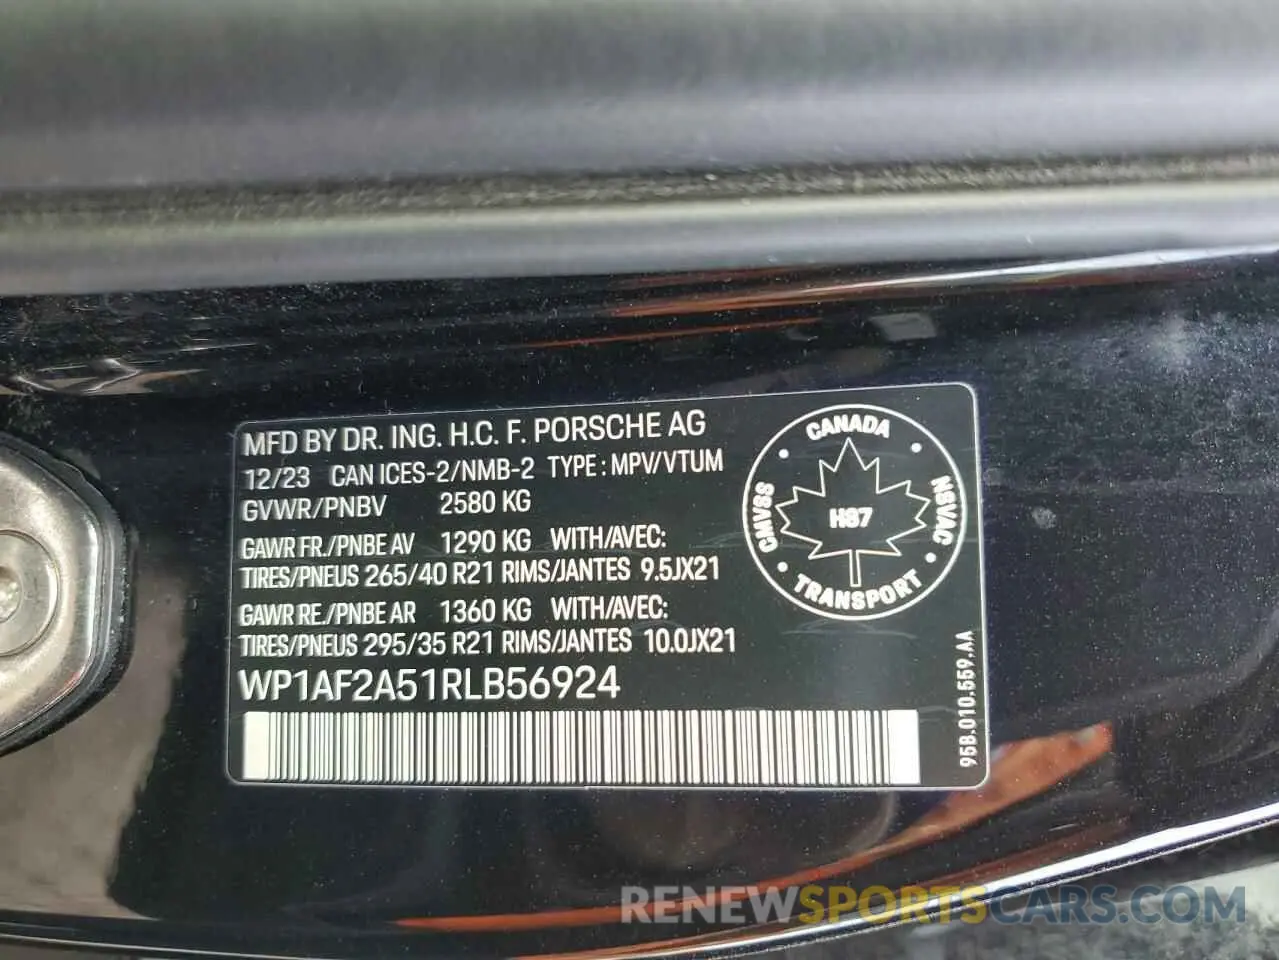 MFD BY DR. ING. H.C. F. PORSCHE AG
12/23 CAN ICES-2/NMB-2 TYPE : MPV/VTUM
GVWR/PNBV 2580 KG
GAWR FR./PNBE AV 1290 KG WITH/AVEC:
TIRES/PNEUS 265/40 R21 RIMS/JANTES 9.5JX21
GAWR RE./PNBE AR 1360 KG WITH/AVEC:
TIRES/PNEUS 295/35 R21 RIMS/JANTES 10.0JX21
WP1AF2A51RLB56924
CANADA
CMVSS
H87
NSVAC
TRANSPORT
95B.010.559.AA
RENEWSPORTSCARS.COM